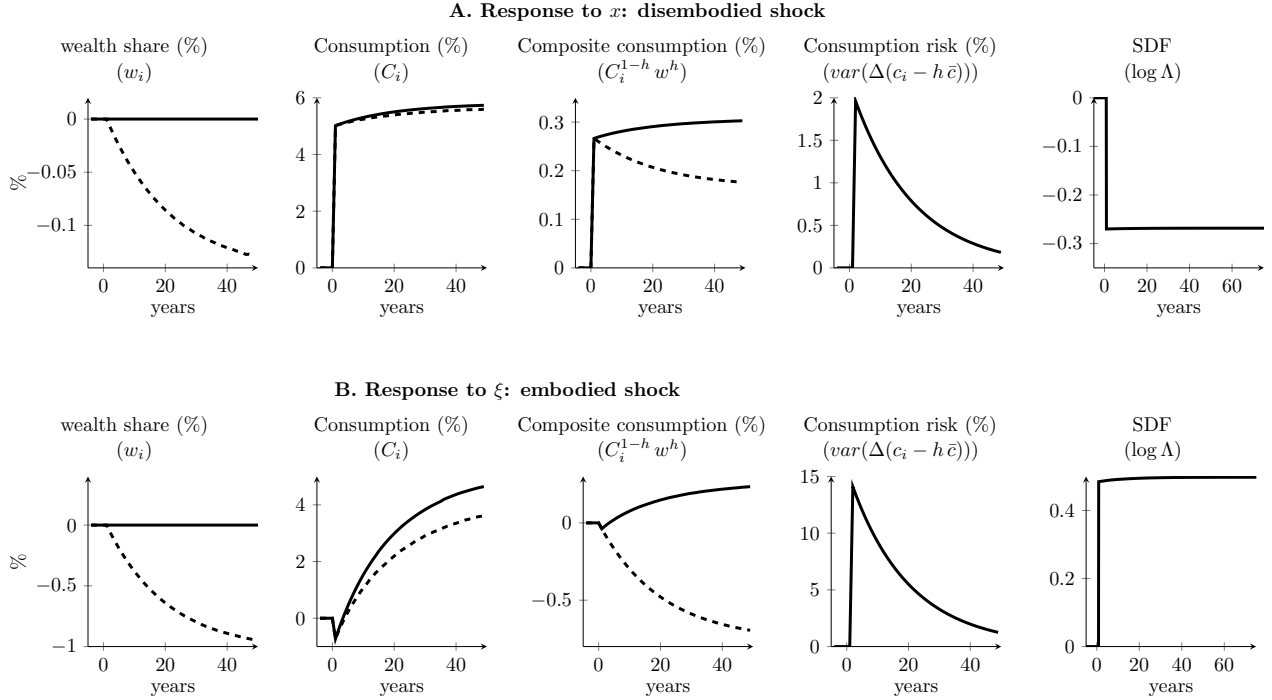 A. Response to x: disembodied shock
wealth share (%) Consumption (%) Composite consumption (%) Consumption risk (%) SDF
(w_i) (C_i) (C_i^{1−h} w^h) (var(Δ(c_i − h c̄))) (log Λ)
0 6 0.3 2 0
−0.05 4 0.2 1.5 −0.1
% 1
−0.1 2 0.1 0.5 −0.2
0 0 0 −0.3
0 20 40 0 20 40 0 20 40 0 20 40 0 20 40 60
years years years years years
B. Response to ξ: embodied shock
wealth share (%) Consumption (%) Composite consumption (%) Consumption risk (%) SDF
(w_i) (C_i) (C_i^{1−h} w^h) (var(Δ(c_i − h c̄))) (log Λ)
0 4 0 15 0.4
% −0.5 2 −0.5 10 0.2
−1 0 5 0
0
0 20 40 0 20 40 0 20 40 0 20 40 0 20 40 60
years years years years years